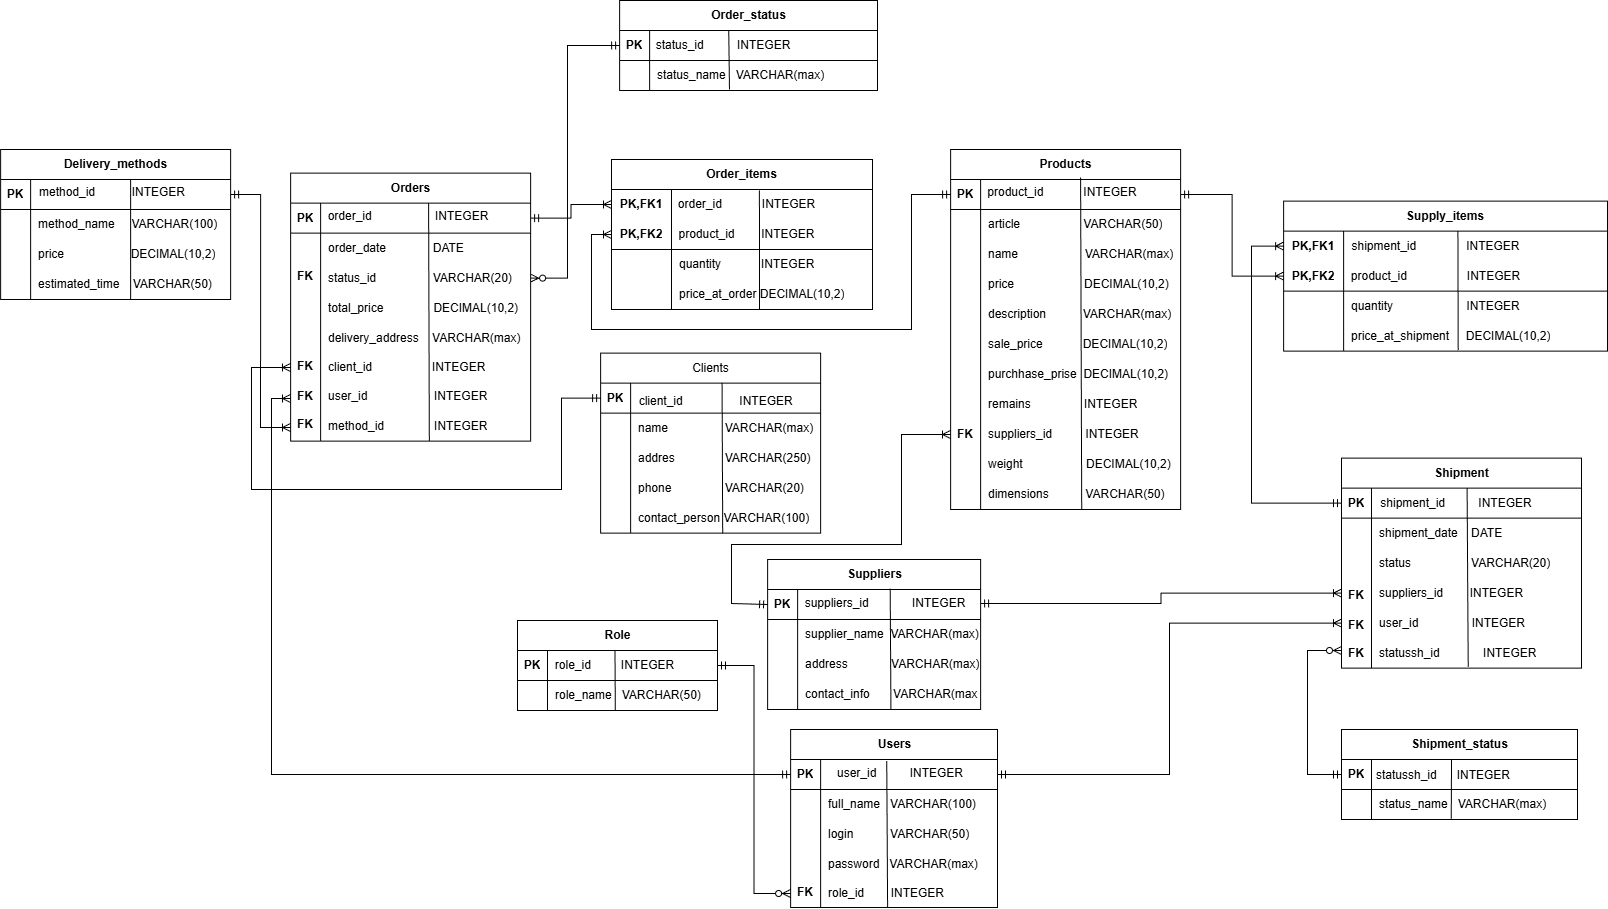 Order_status
PK status_id INTEGER
status_name VARCHAR(max)
Delivery_methods
PK method_id INTEGER
method_name VARCHAR(100)
price DECIMAL(10,2)
estimated_time VARCHAR(50)
Orders
PK order_id INTEGER
order_date DATE
FK status_id VARCHAR(20)
total_price DECIMAL(10,2)
delivery_address VARCHAR(max)
FK client_id INTEGER
FK user_id INTEGER
FK method_id INTEGER
Order_items
PK,FK1 order_id INTEGER
PK,FK2 product_id INTEGER
quantity INTEGER
price_at_order DECIMAL(10,2)
Products
PK product_id INTEGER
article VARCHAR(50)
name VARCHAR(max)
price DECIMAL(10,2)
description VARCHAR(max)
sale_price DECIMAL(10,2)
purchhase_prise DECIMAL(10,2)
remains INTEGER
FK suppliers_id INTEGER
weight DECIMAL(10,2)
dimensions VARCHAR(50)
Supply_items
PK,FK1 shipment_id INTEGER
PK,FK2 product_id INTEGER
quantity INTEGER
price_at_shipment DECIMAL(10,2)
Clients
PK client_id INTEGER
name VARCHAR(max)
addres VARCHAR(250)
phone VARCHAR(20)
contact_person VARCHAR(100)
Shipment
PK shipment_id INTEGER
shipment_date DATE
status VARCHAR(20)
FK suppliers_id INTEGER
FK user_id INTEGER
FK statussh_id INTEGER
Suppliers
PK suppliers_id INTEGER
supplier_name VARCHAR(max)
address VARCHAR(max)
contact_info VARCHAR(max
Role
PK role_id INTEGER
role_name VARCHAR(50)
Users
PK user_id INTEGER
full_name VARCHAR(100)
login VARCHAR(50)
password VARCHAR(max)
FK role_id INTEGER
Shipment_status
PK statussh_id INTEGER
status_name VARCHAR(max)